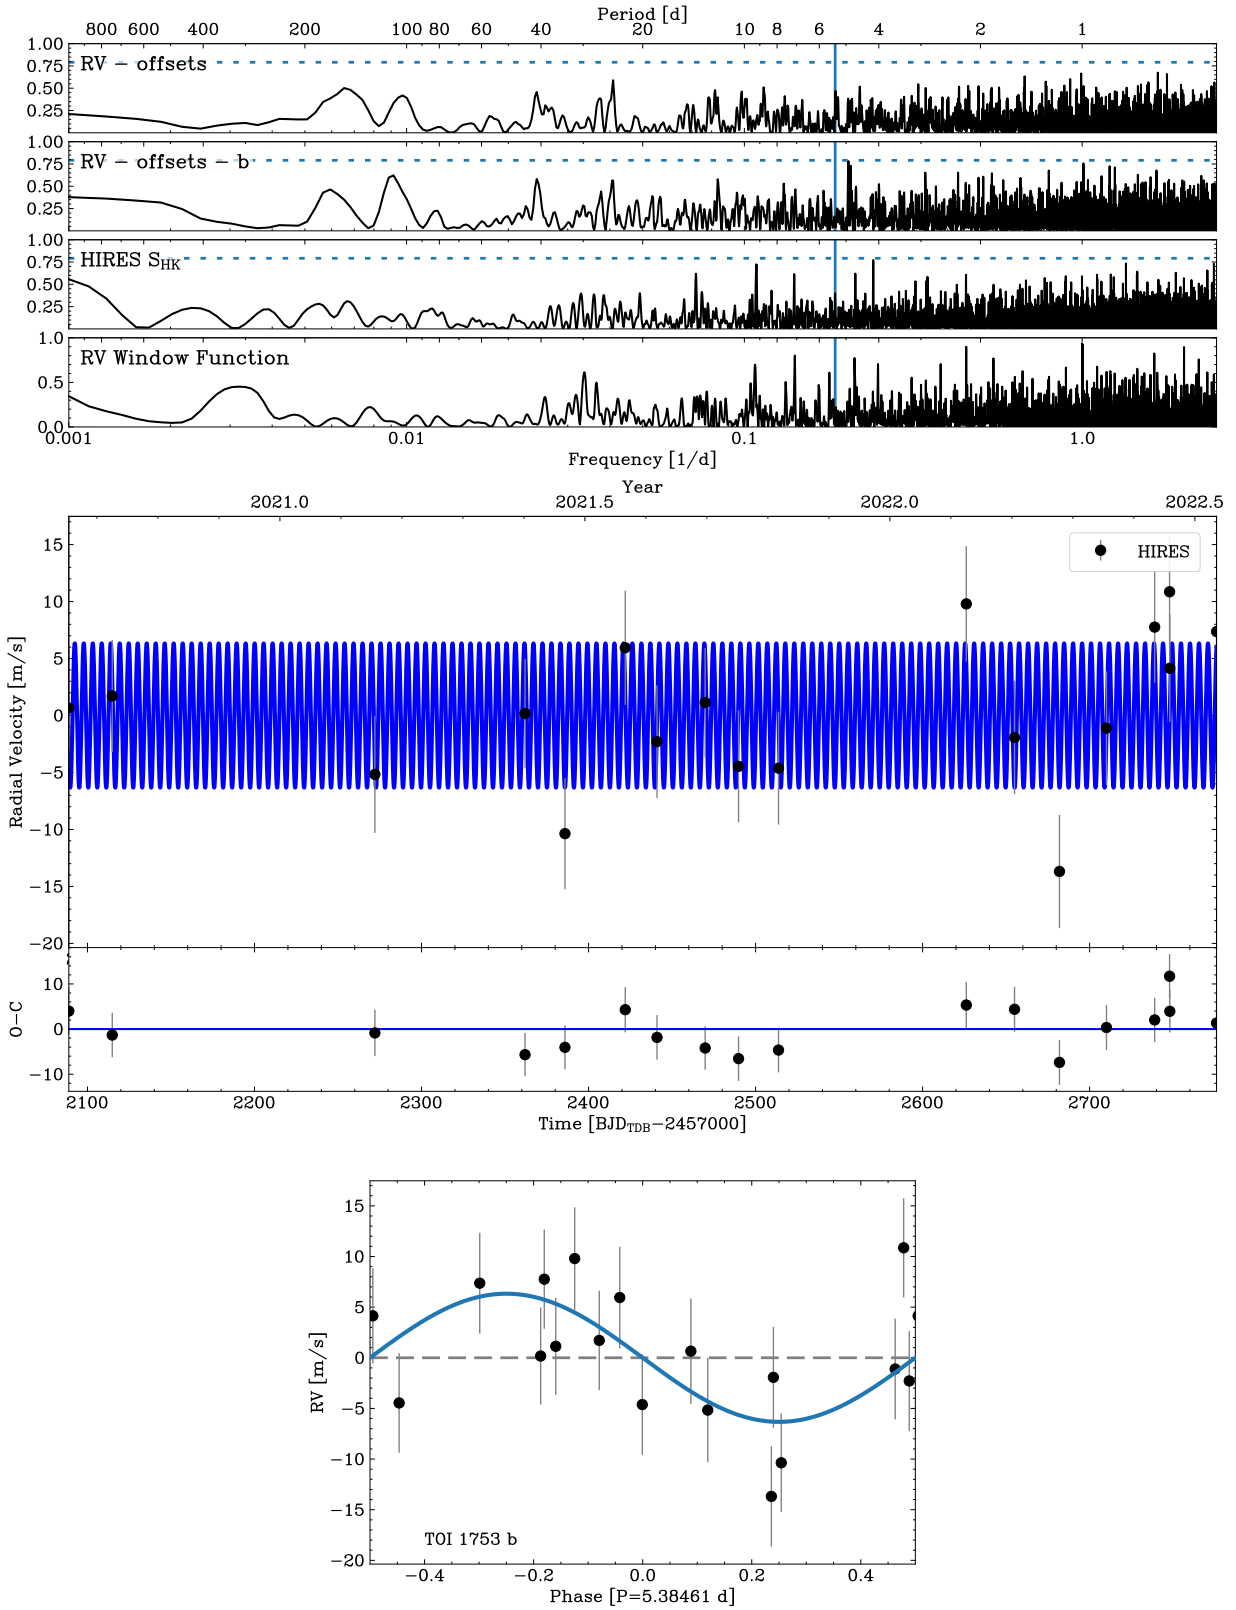 Period [d]
800 600 400 200 100 80 60 40 20 10 8 6 4 2 1
1.00
RV − offsets
0.75
0.50
0.25
1.00
RV − offsets − b
0.75
0.50
0.25
1.00
HIRES S_HK
0.75
0.50
0.25
1.0
RV Window Function
0.5
0.0
0.001 0.01 0.1 1.0
Frequency [1/d]
Year
2021.0 2021.5 2022.0 2022.5
HIRES
15
10
5
0
−5
−10
−15
−20
Radial Velocity [m/s]
10
0
−10
O−C
2100 2200 2300 2400 2500 2600 2700
Time [BJD_TDB−2457000]
15
10
5
0
−5
−10
−15
−20
RV [m/s]
TOI 1753 b
−0.4 −0.2 0.0 0.2 0.4
Phase [P=5.38461 d]